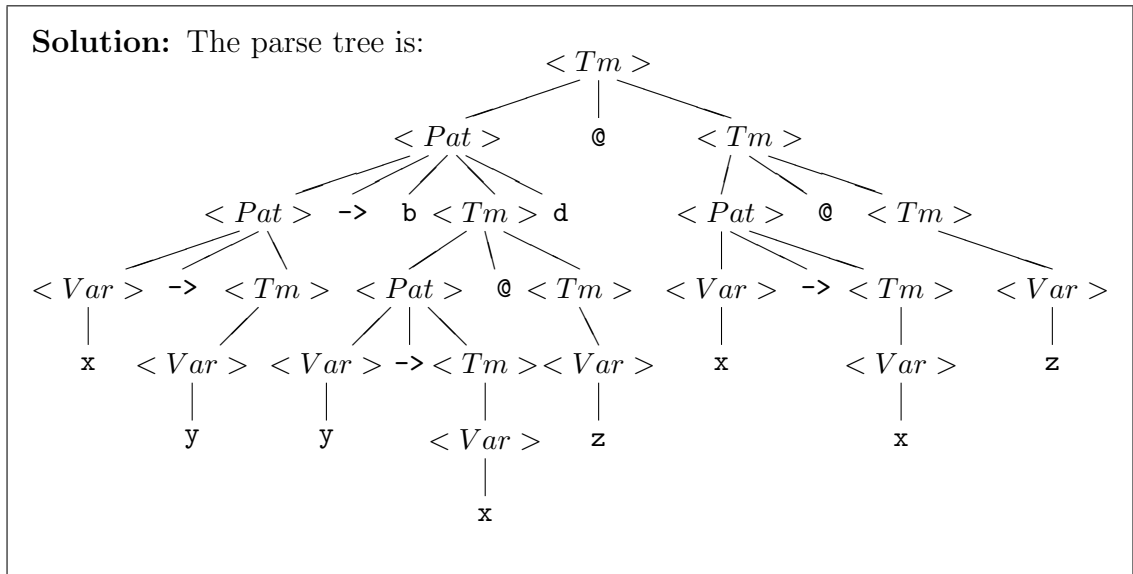 Solution: The parse tree is:
< Tm >
< Pat > @ < Tm >
< Pat > -> b < Tm > d < Pat > @ < Tm >
< Var > -> < Tm > < Pat > @ < Tm > < Var > -> < Tm > < Var >
x < Var > < Var > -> < Tm > < Var > x < Var > z
y y < Var > z x
x